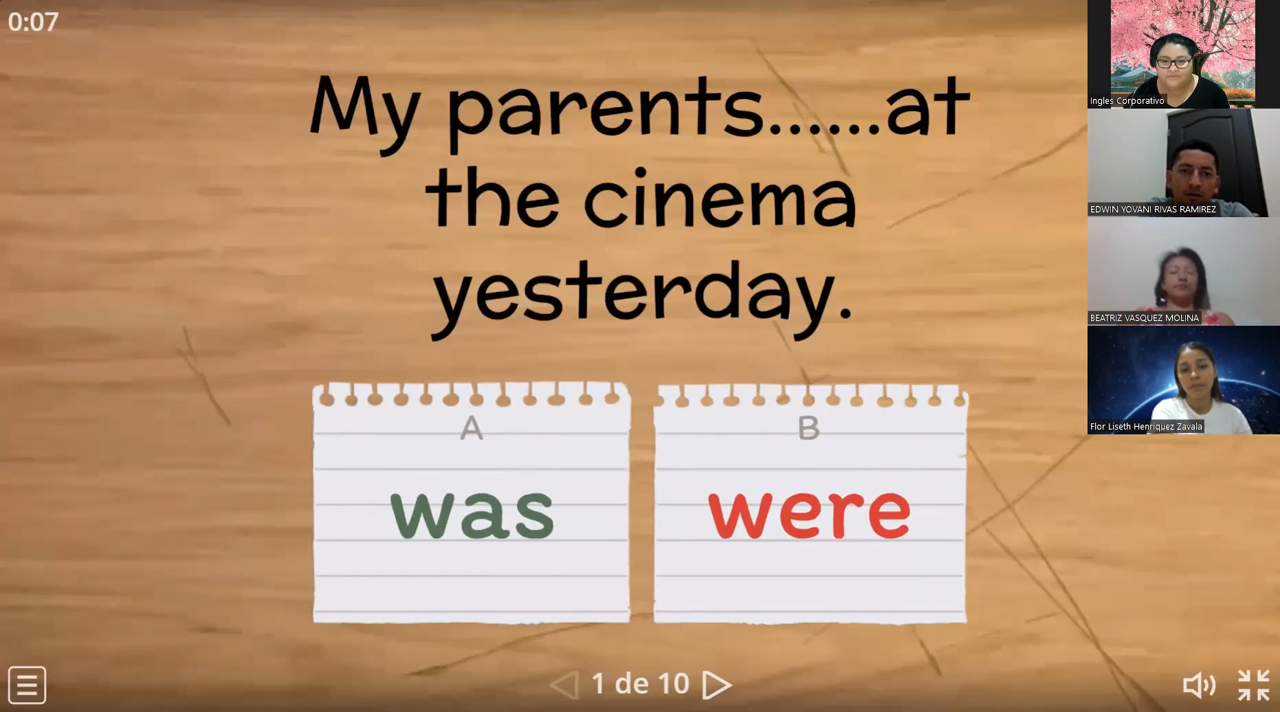 0:07
My parents......at
the cinema
yesterday.
A
was
B
were
1 de 10
Ingles Corporativo
EDWIN YOVANI RIVAS RAMIREZ
BEATRIZ VASQUEZ MOLINA
Flor Liseth Henriquez Zavala